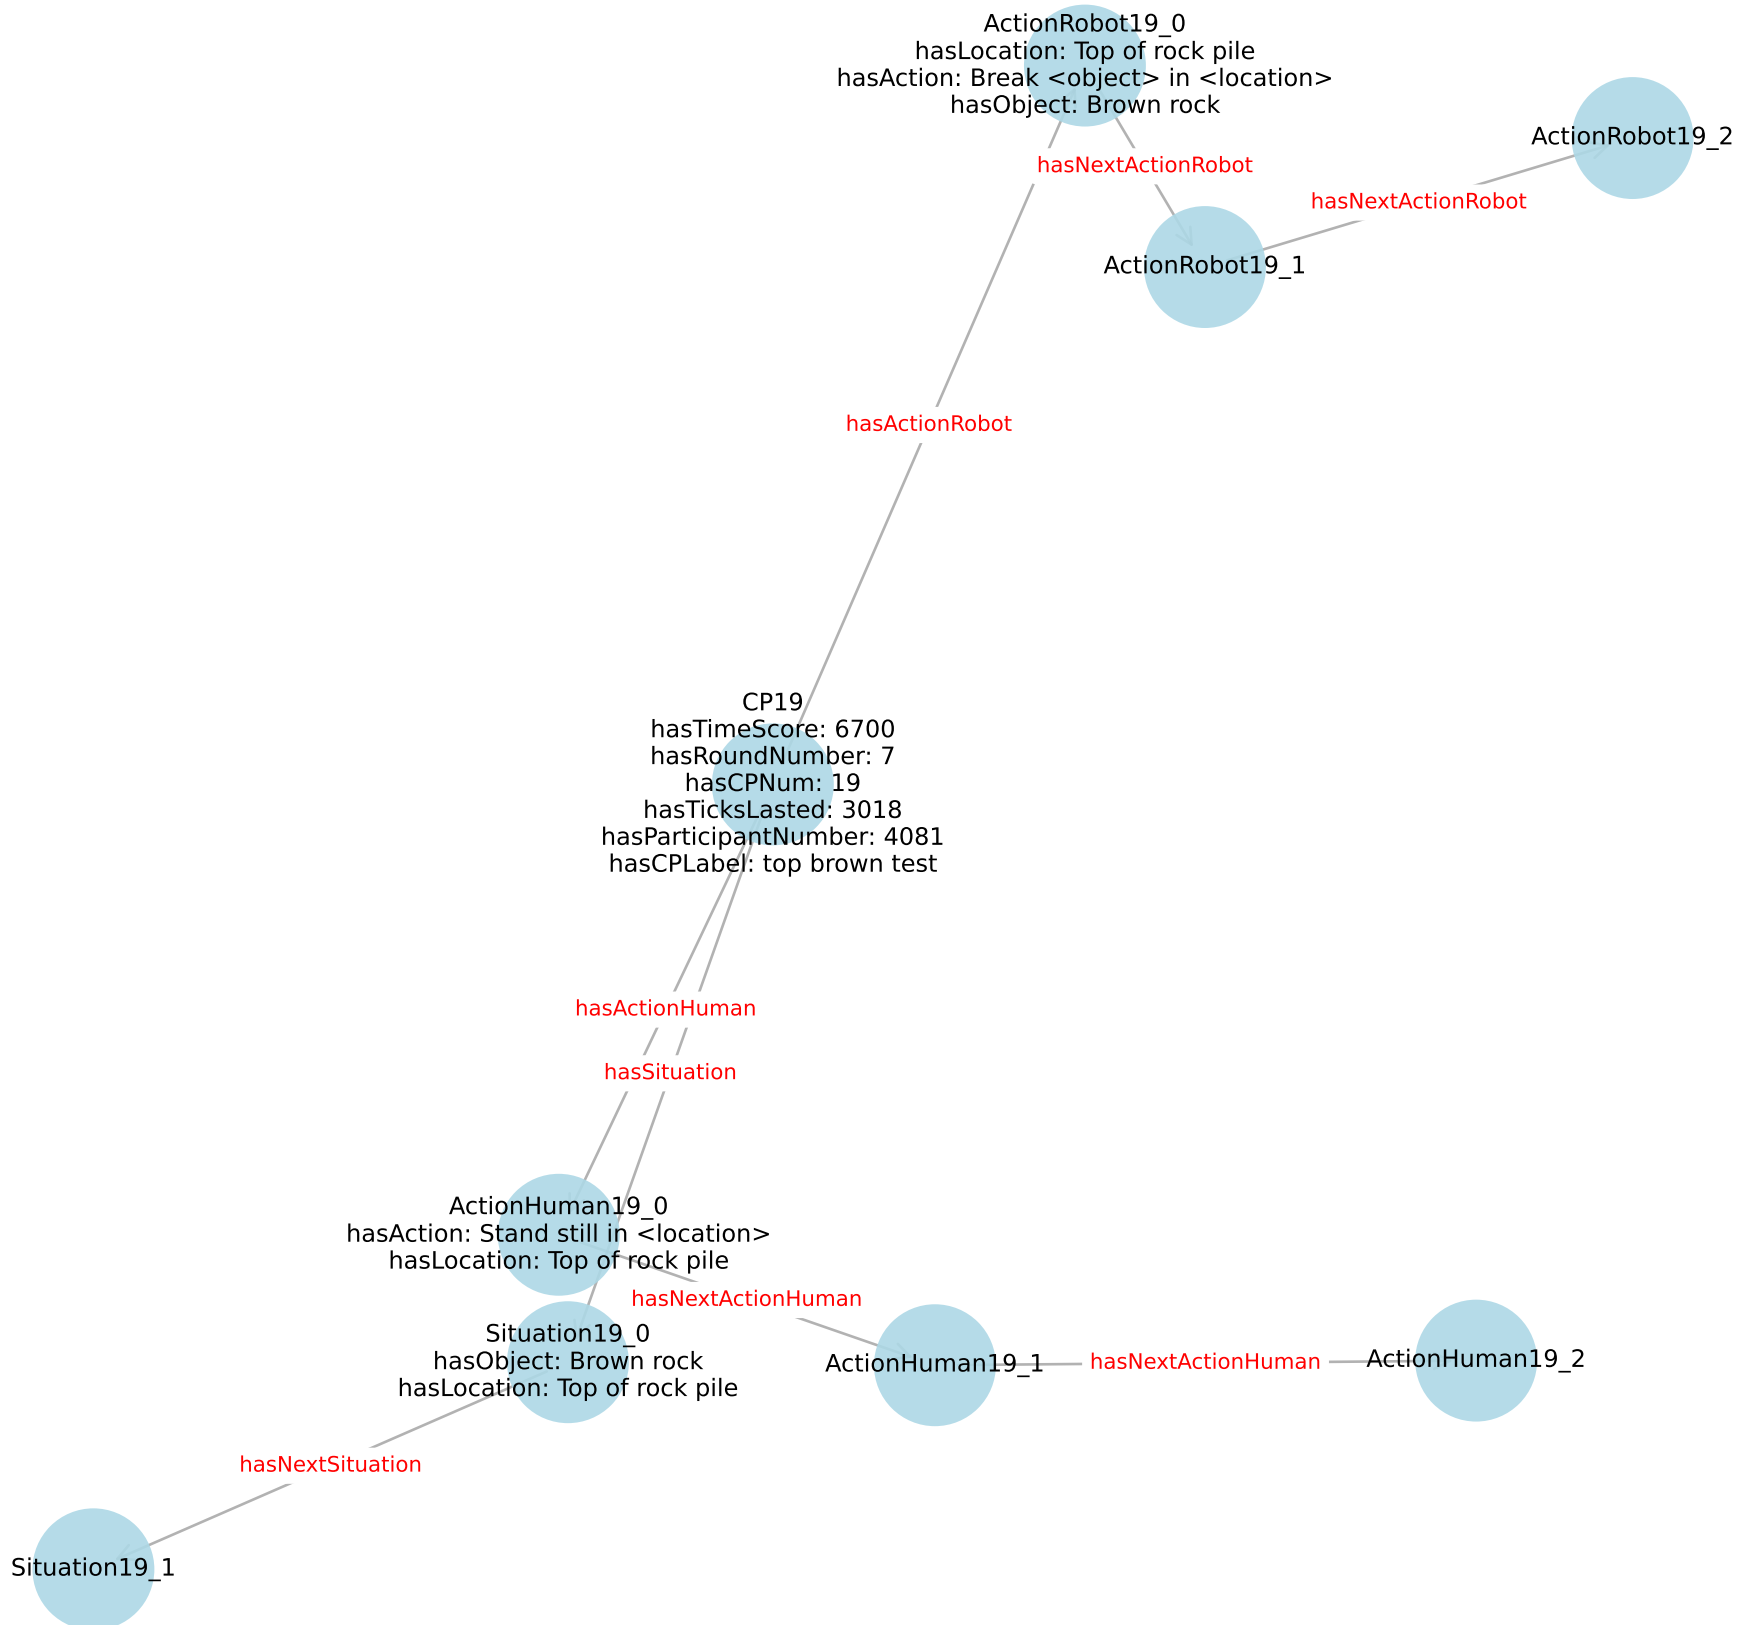 ActionRobot19_0
hasLocation: Top of rock pile
hasAction: Break <object> in <location>
hasObject: Brown rock
ActionRobot19_2
hasNextActionRobot
hasNextActionRobot
ActionRobot19_1
hasActionRobot
CP19
hasTimeScore: 6700
hasRoundNumber: 7
hasCPNum: 19
hasTicksLasted: 3018
hasParticipantNumber: 4081
hasCPLabel: top brown test
hasActionHuman
hasSituation
ActionHuman19_0
hasAction: Stand still in <location>
hasLocation: Top of rock pile
hasNextActionHuman
Situation19_0
hasObject: Brown rock
hasLocation: Top of rock pile
ActionHuman19_1
hasNextActionHuman
ActionHuman19_2
hasNextSituation
Situation19_1